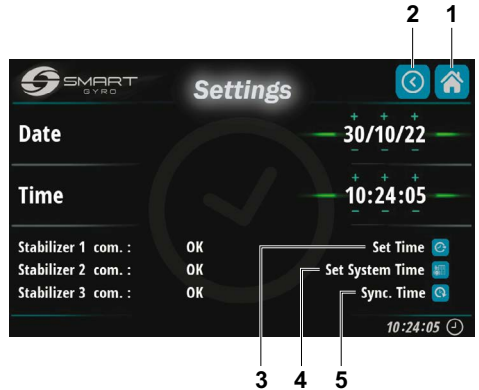 2 1
SMART
GYRO
Settings
+ + +
Date 30/10/22
- - -
+ + +
Time 10:24:05
- - -
Stabilizer 1 com. : OK Set Time
Stabilizer 2 com. : OK Set System Time
Stabilizer 3 com. : OK Sync. Time
10:24:05
3 4 5